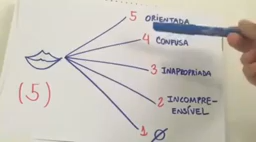 5 ORIENTADA
4 CONFUSA
3 INAPROPRIADA
(5)
2 INCOMPRE-
ENSÍVEL
1 Ø